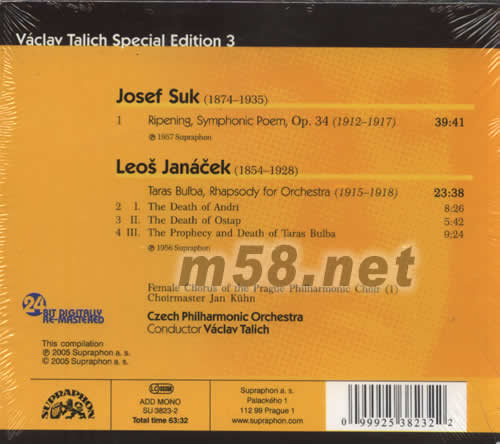 Václav Talich Special Edition 3
Josef Suk (1874–1935)
1 Ripening, Symphonic Poem, Op. 34 (1912–1917) 39:41
℗ 1957 Supraphon
Leoš Janáček (1854–1928)
Taras Bulba, Rhapsody for Orchestra (1915–1918) 23:38
2 I. The Death of Andri 8:26
3 II. The Death of Ostap 5:42
4 III. The Prophecy and Death of Taras Bulba 9:24
℗ 1956 Supraphon
m58.net
Female Chorus of the Prague Philharmonic Choir (1)
Choirmaster Jan Kühn
Czech Philharmonic Orchestra
Conductor Václav Talich
24
BIT DIGITALLY
RE-MASTERED
This compilation
℗ 2005 Supraphon a. s.
© 2005 Supraphon a. s.
SUPRAPHON
ADD MONO
SU 3823-2
Total time 63:32
Supraphon a. s.
Palackého 1
112 99 Prague 1
www.supraphon.com
0 99925 38232 2